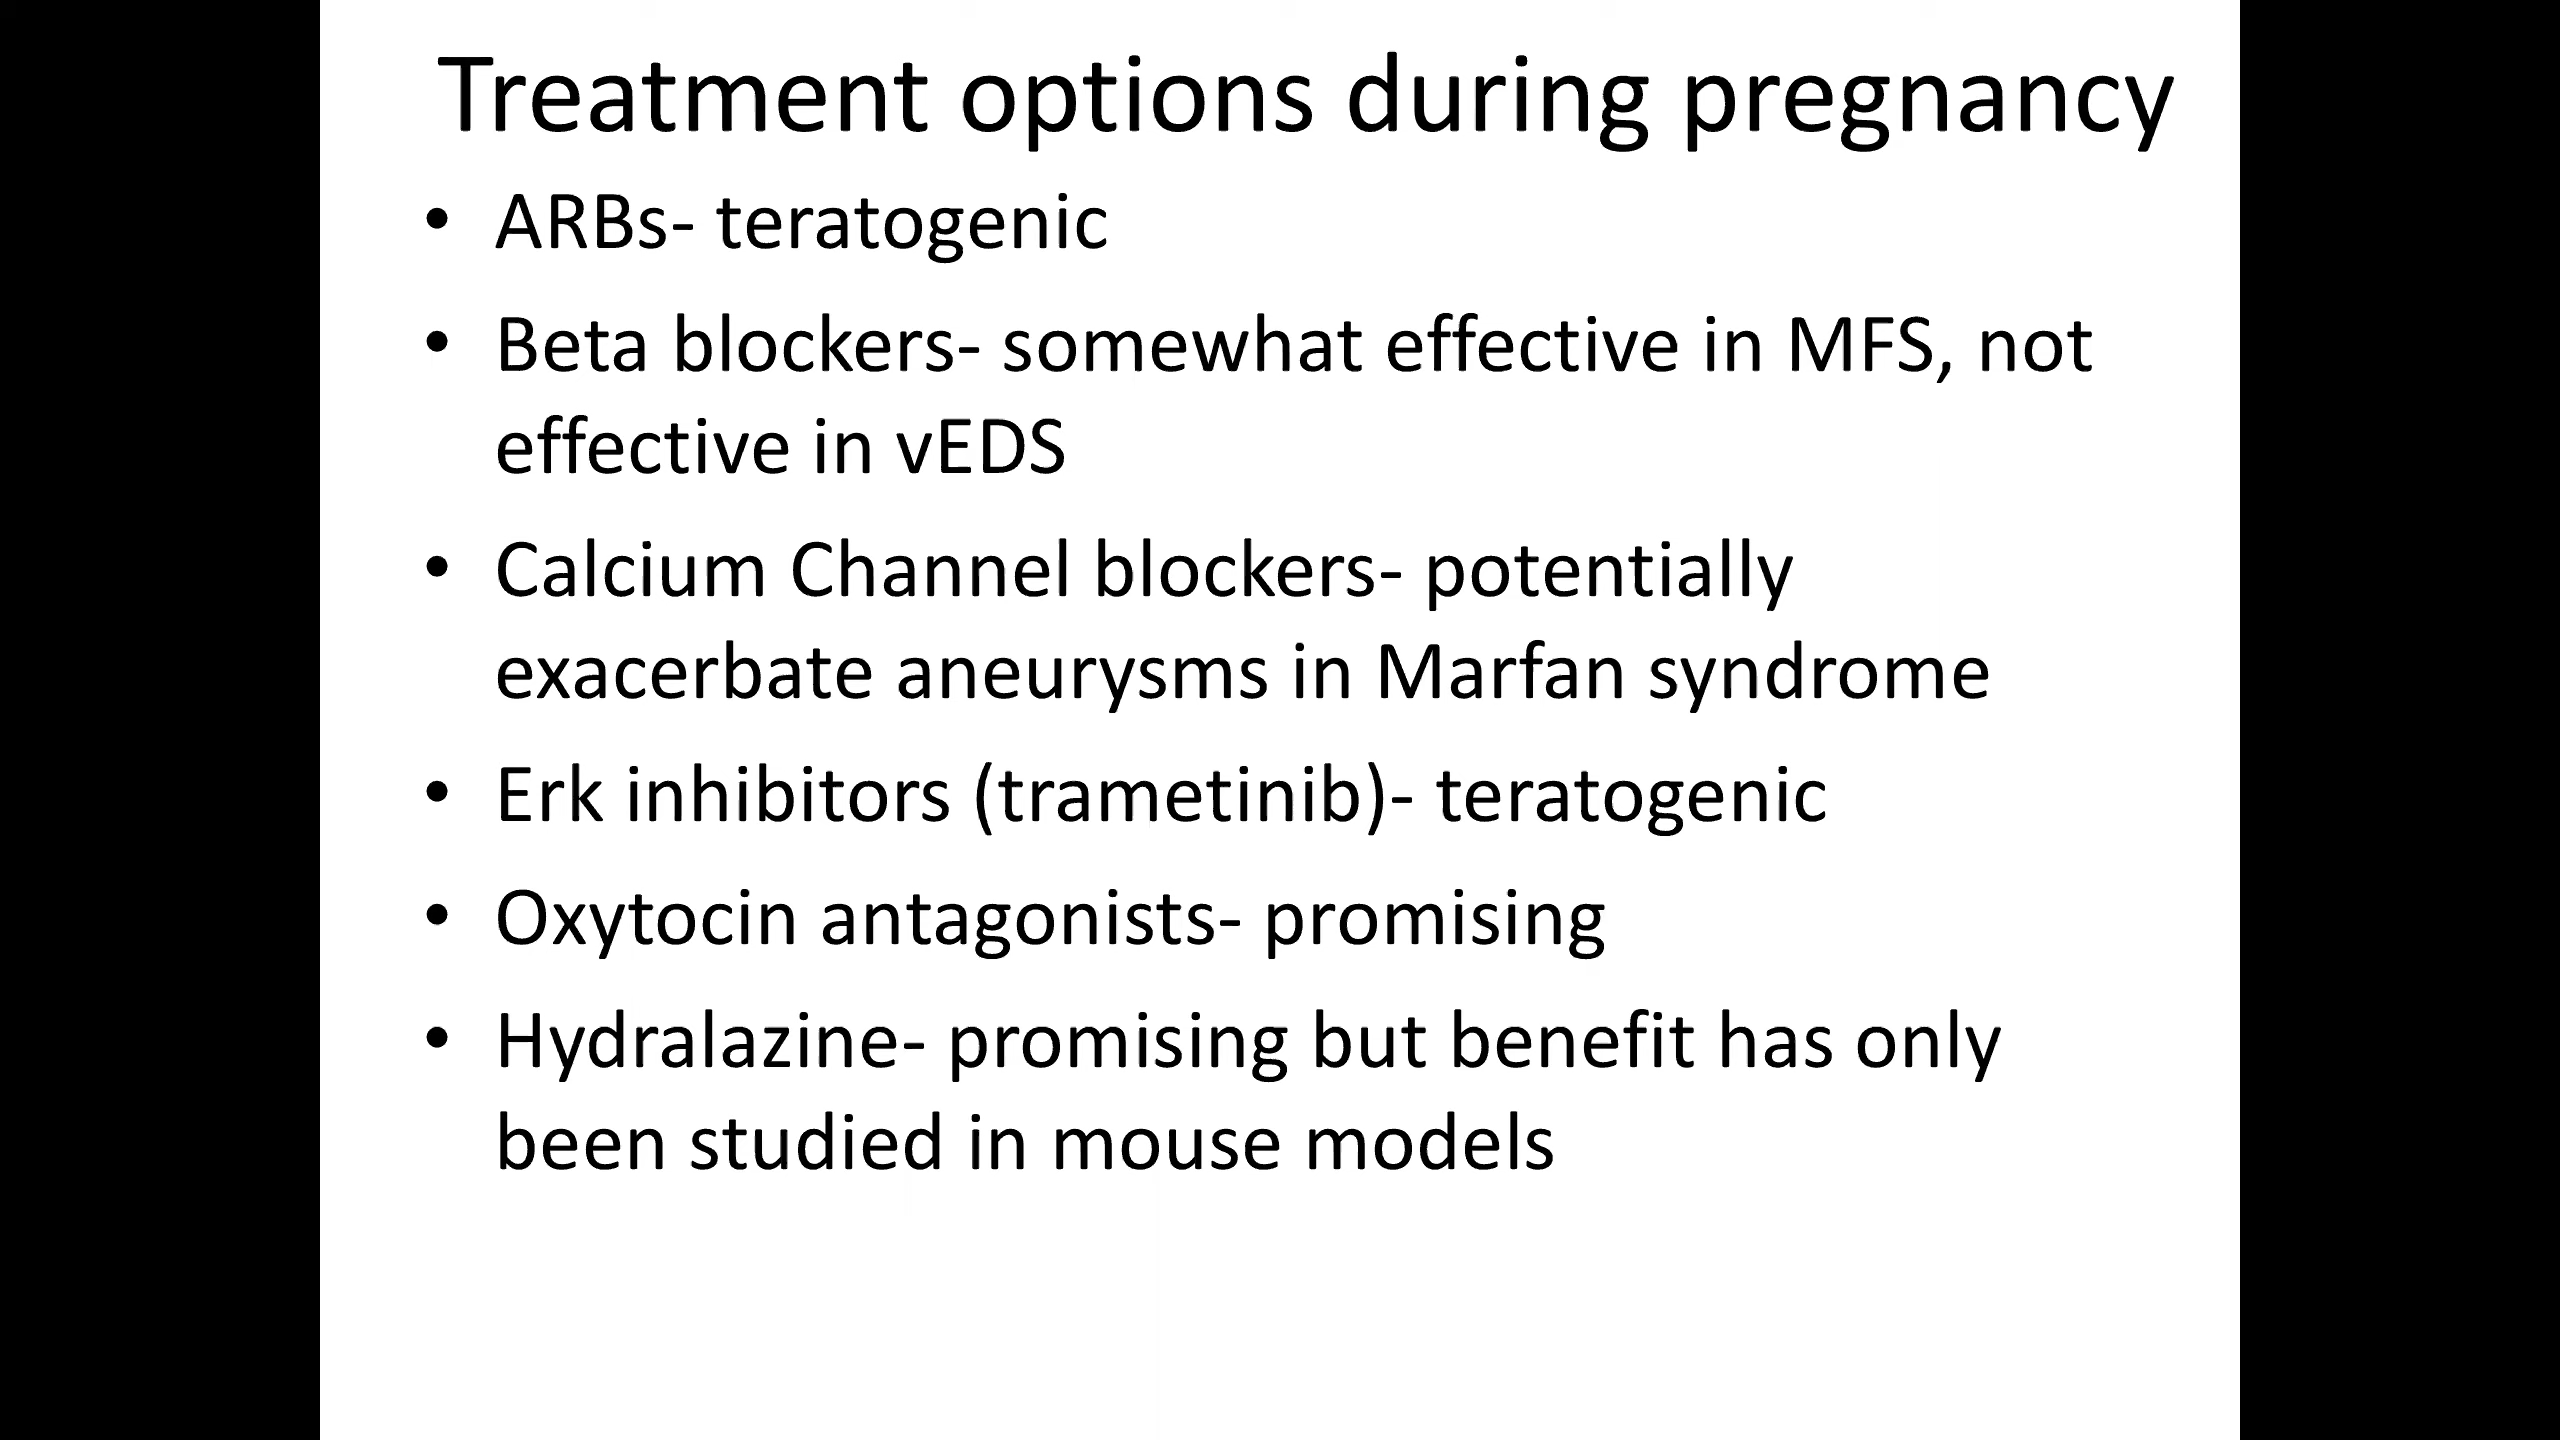 Treatment options during pregnancy
• ARBs- teratogenic
• Beta blockers- somewhat effective in MFS, not
effective in vEDS
• Calcium Channel blockers- potentially
exacerbate aneurysms in Marfan syndrome
• Erk inhibitors (trametinib)- teratogenic
• Oxytocin antagonists- promising
• Hydralazine- promising but benefit has only
been studied in mouse models